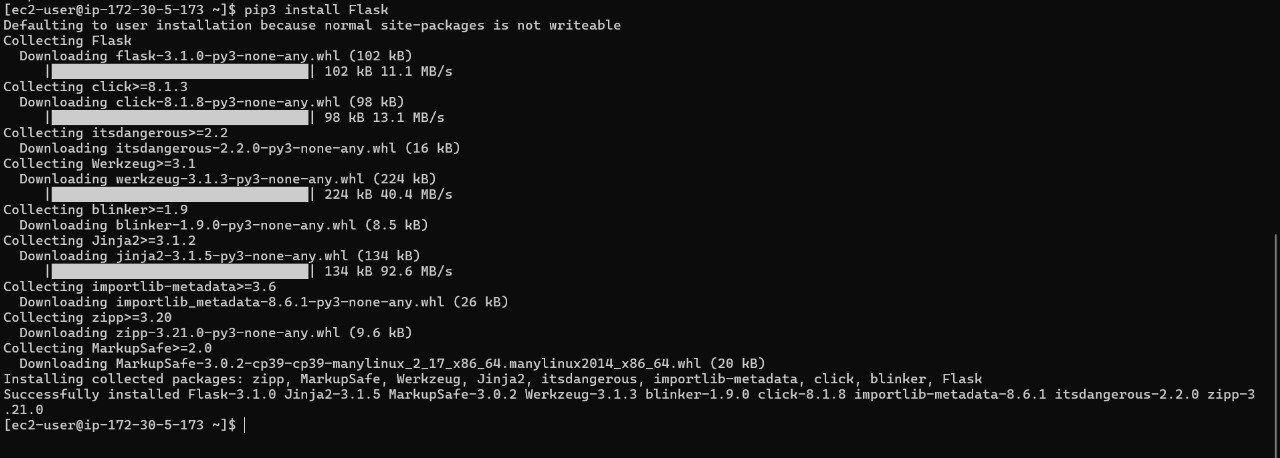 [ec2-user@ip-172-30-5-173 ~]$ pip3 install Flask
Defaulting to user installation because normal site-packages is not writeable
Collecting Flask
  Downloading flask-3.1.0-py3-none-any.whl (102 kB)
     |████████████████████████████████| 102 kB 11.1 MB/s
Collecting click>=8.1.3
  Downloading click-8.1.8-py3-none-any.whl (98 kB)
     |████████████████████████████████| 98 kB 13.1 MB/s
Collecting itsdangerous>=2.2
  Downloading itsdangerous-2.2.0-py3-none-any.whl (16 kB)
Collecting Werkzeug>=3.1
  Downloading werkzeug-3.1.3-py3-none-any.whl (224 kB)
     |████████████████████████████████| 224 kB 40.4 MB/s
Collecting blinker>=1.9
  Downloading blinker-1.9.0-py3-none-any.whl (8.5 kB)
Collecting Jinja2>=3.1.2
  Downloading jinja2-3.1.5-py3-none-any.whl (134 kB)
     |████████████████████████████████| 134 kB 92.6 MB/s
Collecting importlib-metadata>=3.6
  Downloading importlib_metadata-8.6.1-py3-none-any.whl (26 kB)
Collecting zipp>=3.20
  Downloading zipp-3.21.0-py3-none-any.whl (9.6 kB)
Collecting MarkupSafe>=2.0
  Downloading MarkupSafe-3.0.2-cp39-cp39-manylinux_2_17_x86_64.manylinux2014_x86_64.whl (20 kB)
Installing collected packages: zipp, MarkupSafe, Werkzeug, Jinja2, itsdangerous, importlib-metadata, click, blinker, Flask
Successfully installed Flask-3.1.0 Jinja2-3.1.5 MarkupSafe-3.0.2 Werkzeug-3.1.3 blinker-1.9.0 click-8.1.8 importlib-metadata-8.6.1 itsdangerous-2.2.0 zipp-3
.21.0
[ec2-user@ip-172-30-5-173 ~]$